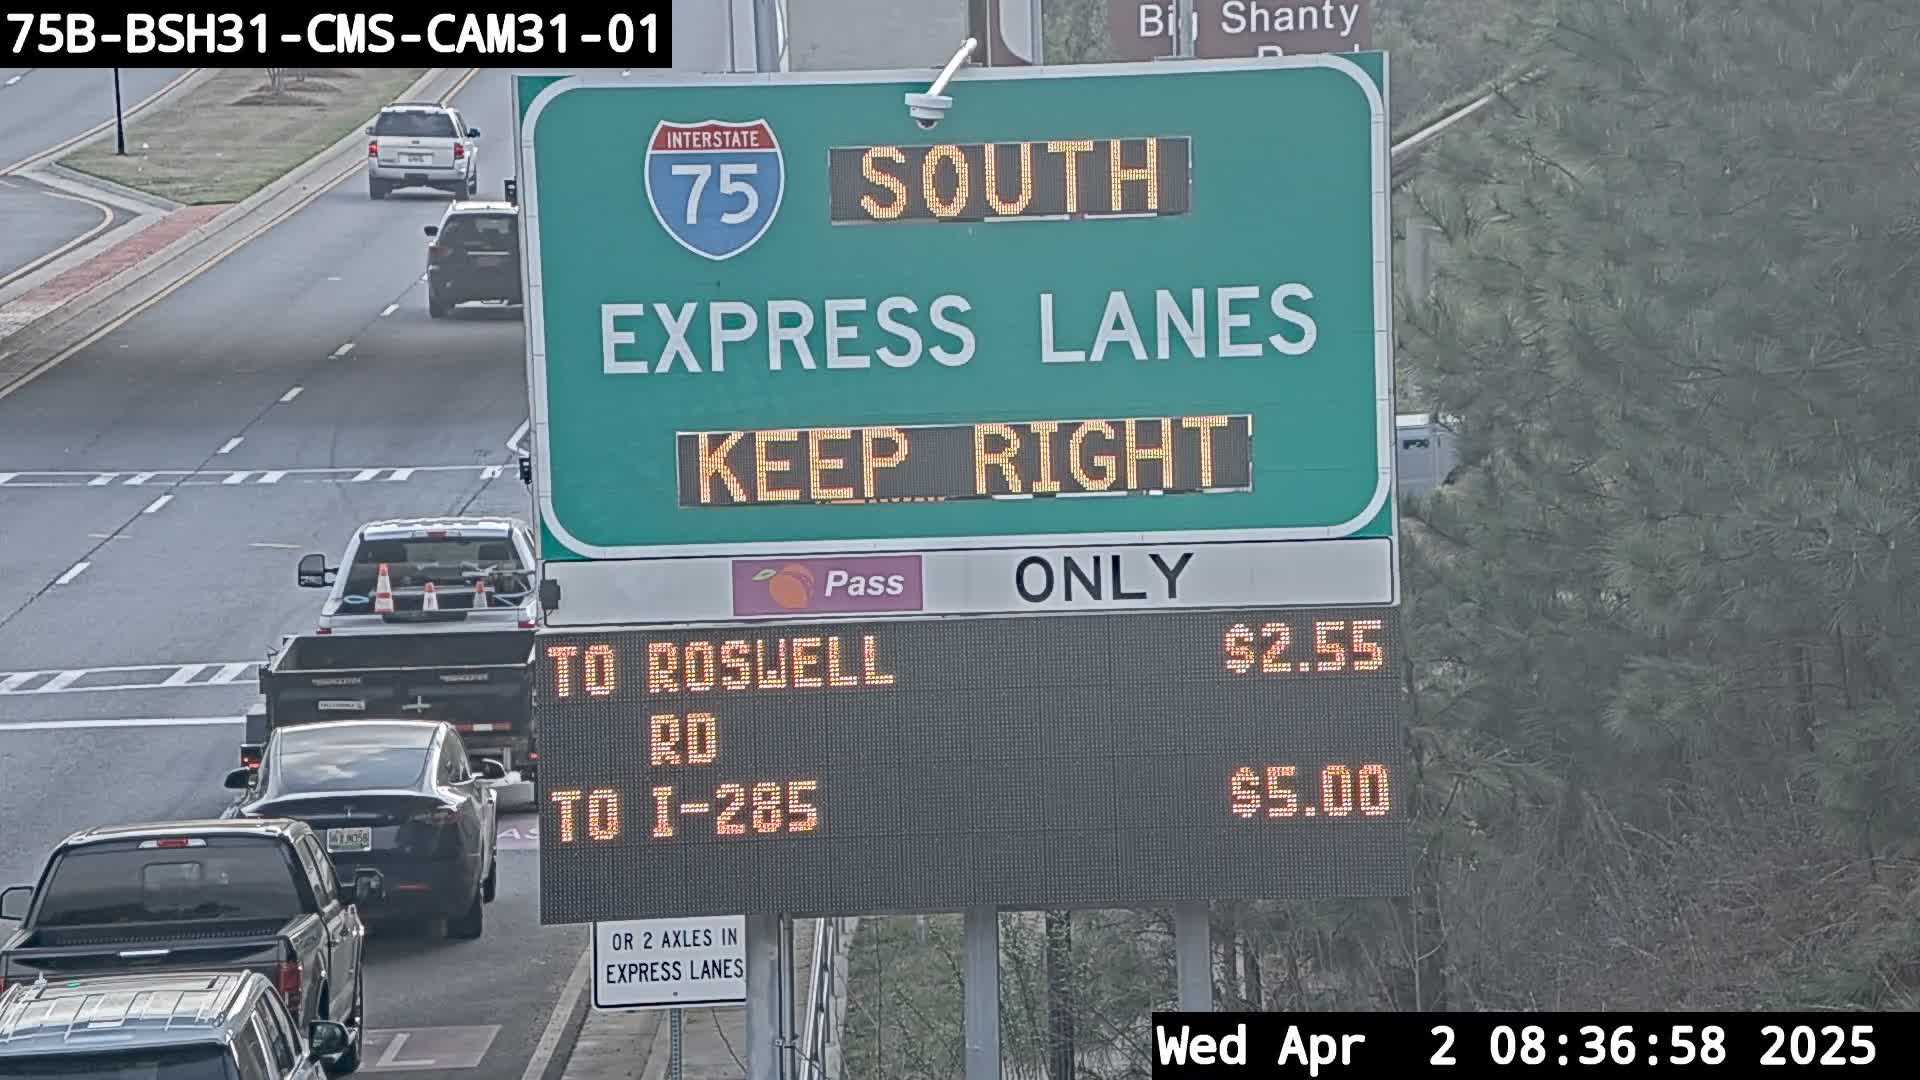 75B-BSH31-CMS-CAM31-01
Big Shanty
INTERSTATE
75
SOUTH
EXPRESS LANES
KEEP RIGHT
Pass ONLY
TO ROSWELL $2.55
RD
TO I-285 $5.00
OR 2 AXLES IN
EXPRESS LANES
Wed Apr 2 08:36:58 2025